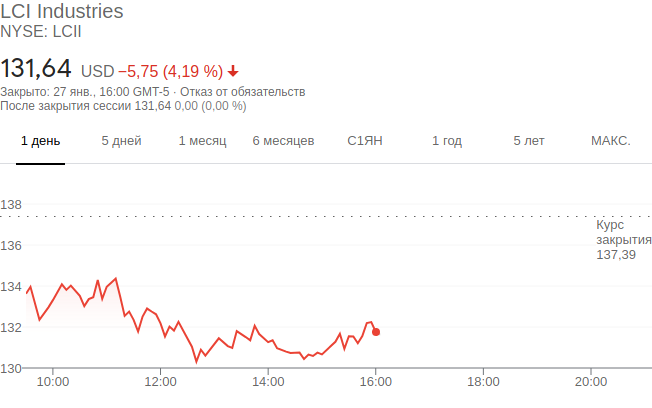 LCI Industries
NYSE: LCII
131,64 USD −5,75 (4,19 %)
Закрыто: 27 янв., 16:00 GMT-5 · Отказ от обязательств
После закрытия сессии 131,64 0,00 (0,00 %)
1 день 5 дней 1 месяц 6 месяцев С1ЯН 1 год 5 лет МАКС.
138
Курс
закрытия
137,39
136
134
132
130
10:00 12:00 14:00 16:00 18:00 20:00